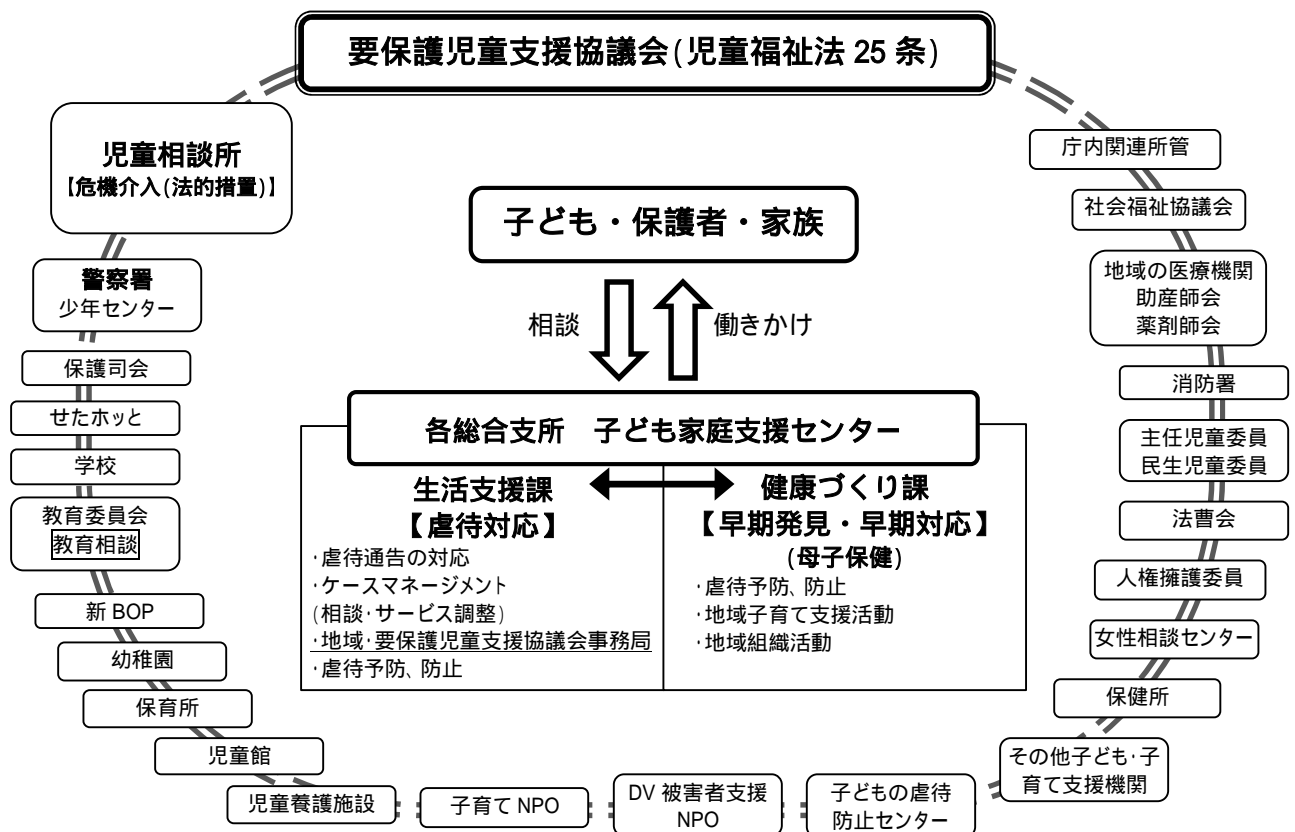 要保護児童支援協議会(児童福祉法 25 条)
児童相談所
【危機介入(法的措置)】
警察署
少年センター
保護司会
せたホッと
学校
教育委員会
教育相談
新 BOP
幼稚園
保育所
児童館
児童養護施設
子育て NPO
DV 被害者支援
NPO
子どもの虐待
防止センター
子ども・保護者・家族
相談
働きかけ
各総合支所 子ども家庭支援センター
生活支援課
【虐待対応】
・虐待通告の対応
・ケースマネージメント
(相談・サービス調整)
・地域・要保護児童支援協議会事務局
・虐待予防、防止
健康づくり課
【早期発見・早期対応】
(母子保健)
・虐待予防、防止
・地域子育て支援活動
・地域組織活動
庁内関連所管
社会福祉協議会
地域の医療機関
助産師会
薬剤師会
消防署
主任児童委員
民生児童委員
法曹会
人権擁護委員
女性相談センター
保健所
その他子ども・子
育て支援機関